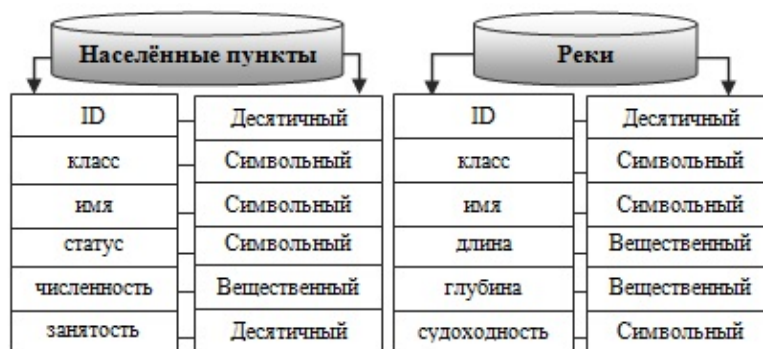 Населённые пункты Реки
ID Десятичный ID Десятичный
класс Символьный класс Символьный
имя Символьный имя Символьный
статус Символьный длина Вещественный
численность Вещественный глубина Вещественный
занятость Десятичный судоходность Символьный